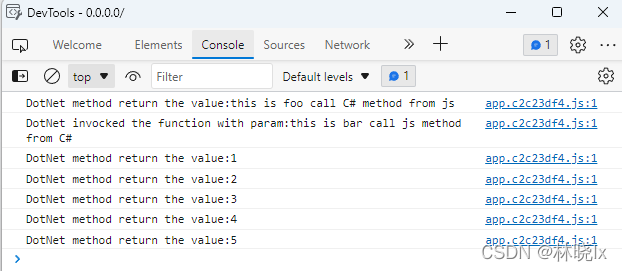 DevTools - 0.0.0.0/
Welcome Elements Console Sources Network 1
top Filter Default levels 1
DotNet method return the value:this is foo call C# method from js app.c2c23df4.js:1
DotNet invocked the function with param:this is bar call js method app.c2c23df4.js:1
from C#
DotNet method return the value:1 app.c2c23df4.js:1
DotNet method return the value:2 app.c2c23df4.js:1
DotNet method return the value:3 app.c2c23df4.js:1
DotNet method return the value:4 app.c2c23df4.js:1
DotNet method return the value:5 app.c2c23df4.js:1
CSDN @林晓lx